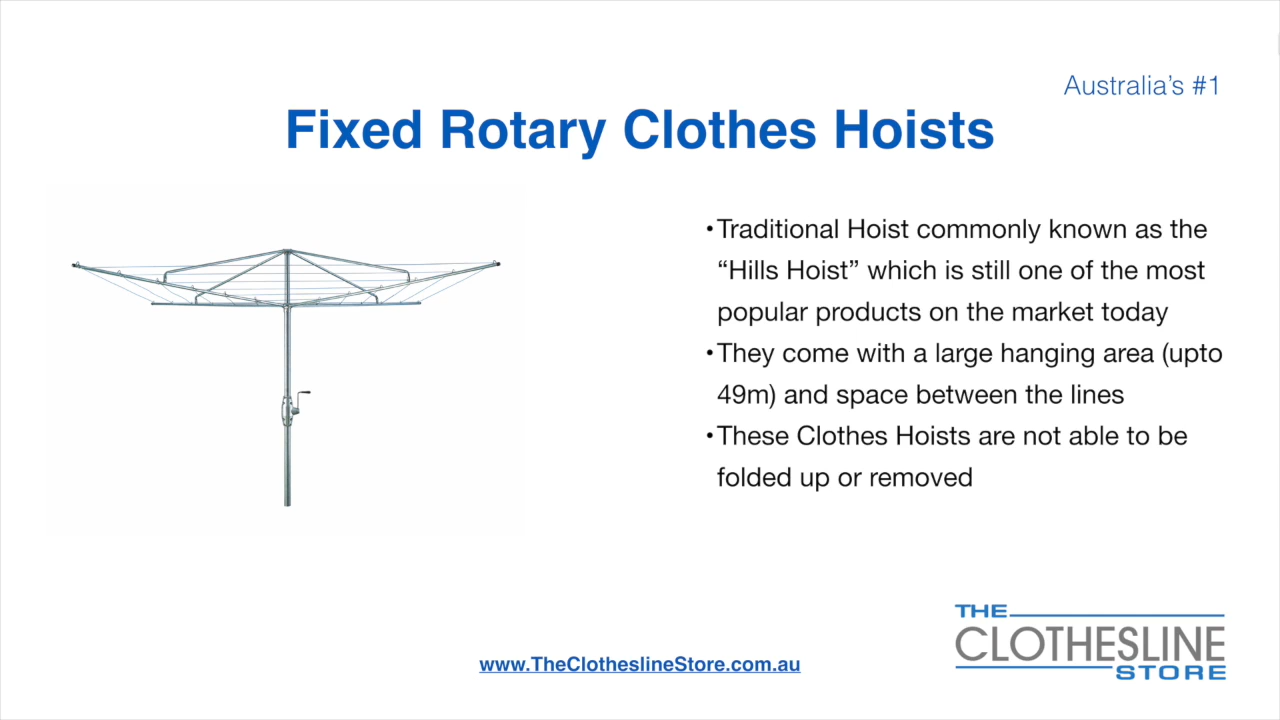 Australia's #1
Fixed Rotary Clothes Hoists
•Traditional Hoist commonly known as the
“Hills Hoist” which is still one of the most
popular products on the market today
•They come with a large hanging area (upto
49m) and space between the lines
•These Clothes Hoists are not able to be
folded up or removed
www.TheClotheslineStore.com.au
THE
CLOTHESLINE
STORE